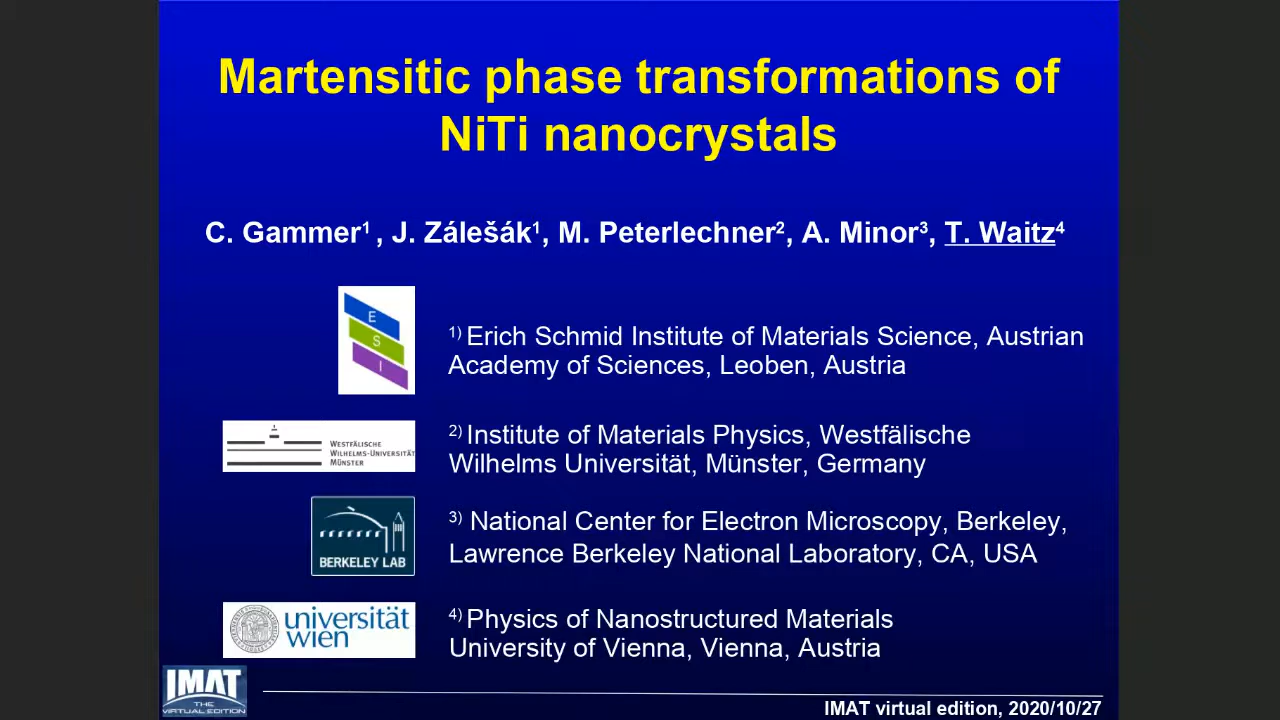 Martensitic phase transformations of
NiTi nanocrystals
C. Gammer¹ , J. Zálešák¹, M. Peterlechner², A. Minor³, T. Waitz⁴
E
S
I
¹⁾ Erich Schmid Institute of Materials Science, Austrian
Academy of Sciences, Leoben, Austria
WESTFÄLISCHE
WILHELMS-UNIVERSITÄT
MÜNSTER
²⁾ Institute of Materials Physics, Westfälische
Wilhelms Universität, Münster, Germany
BERKELEY LAB
³⁾ National Center for Electron Microscopy, Berkeley,
Lawrence Berkeley National Laboratory, CA, USA
universität
wien
⁴⁾ Physics of Nanostructured Materials
University of Vienna, Vienna, Austria
IMAT
THE
VIRTUAL EDITION
IMAT virtual edition, 2020/10/27